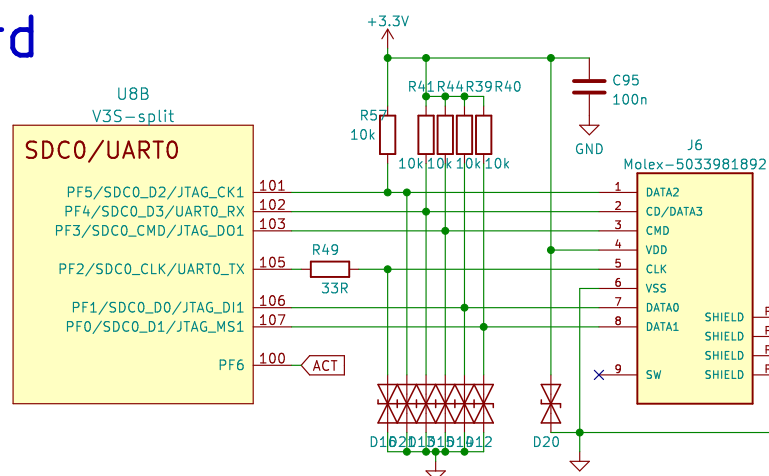 rd
+3.3V
R41 R44 R39 R40
C95
100n
R57
10k
10k 10k 10k 10k
GND
U8B
V3S-split
SDC0/UART0
PF5/SDC0_D2/JTAG_CK1 101
PF4/SDC0_D3/UART0_RX 102
PF3/SDC0_CMD/JTAG_DO1 103
PF2/SDC0_CLK/UART0_TX 105
PF1/SDC0_D0/JTAG_DI1 106
PF0/SDC0_D1/JTAG_MS1 107
PF6 100
ACT
R49
33R
J6
Molex-5033981892
1 DATA2
2 CD/DATA3
3 CMD
4 VDD
5 CLK
6 VSS
7 DATA0
8 DATA1
9 SW
SHIELD
SHIELD
SHIELD
SHIELD
D12
D20